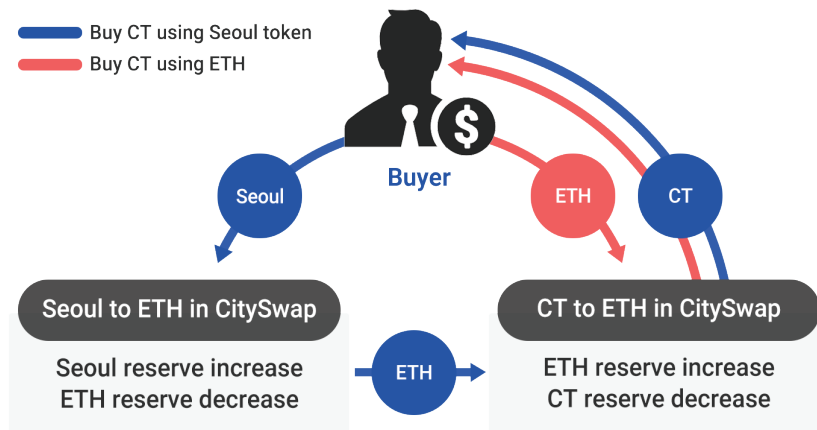 Buy CT using Seoul token
Buy CT using ETH
$
Buyer
Seoul
ETH
CT
Seoul to ETH in CitySwap
CT to ETH in CitySwap
Seoul reserve increase
ETH reserve decrease
ETH
ETH reserve increase
CT reserve decrease